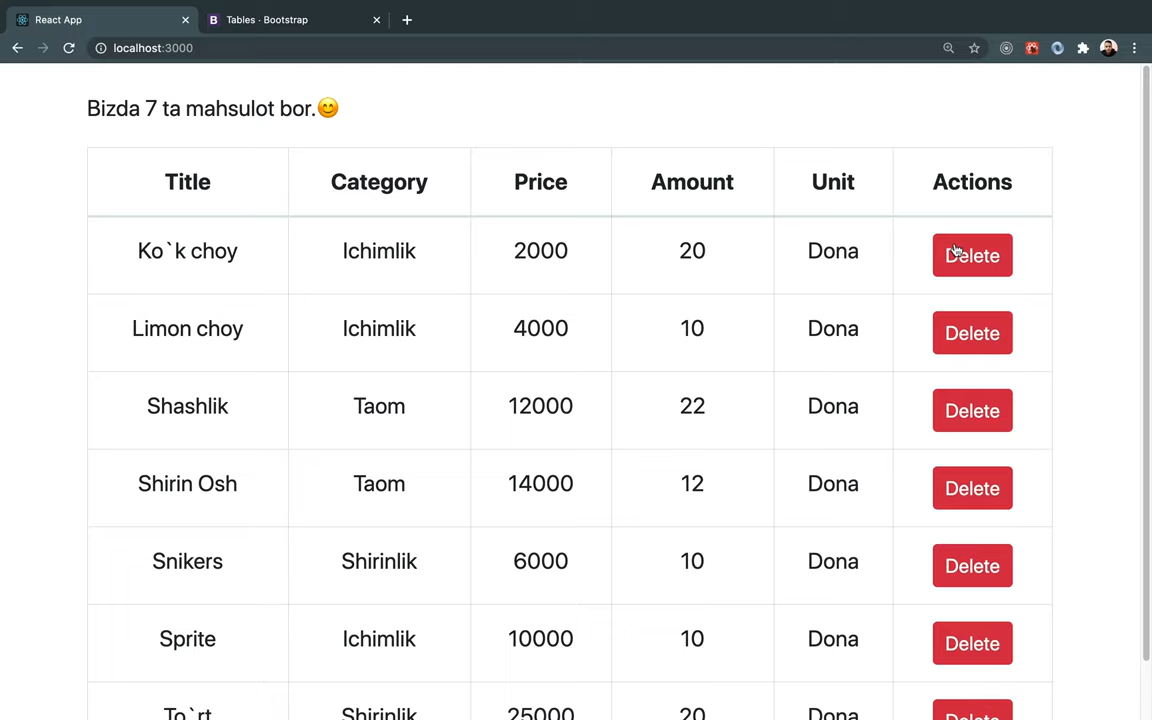 React App
Tables · Bootstrap
localhost:3000
Bizda 7 ta mahsulot bor.😊
Title Category Price Amount Unit Actions
Ko`k choy Ichimlik 2000 20 Dona Delete
Limon choy Ichimlik 4000 10 Dona Delete
Shashlik Taom 12000 22 Dona Delete
Shirin Osh Taom 14000 12 Dona Delete
Snikers Shirinlik 6000 10 Dona Delete
Sprite Ichimlik 10000 10 Dona Delete
To`rt Shirinlik 25000 20 Dona Delete